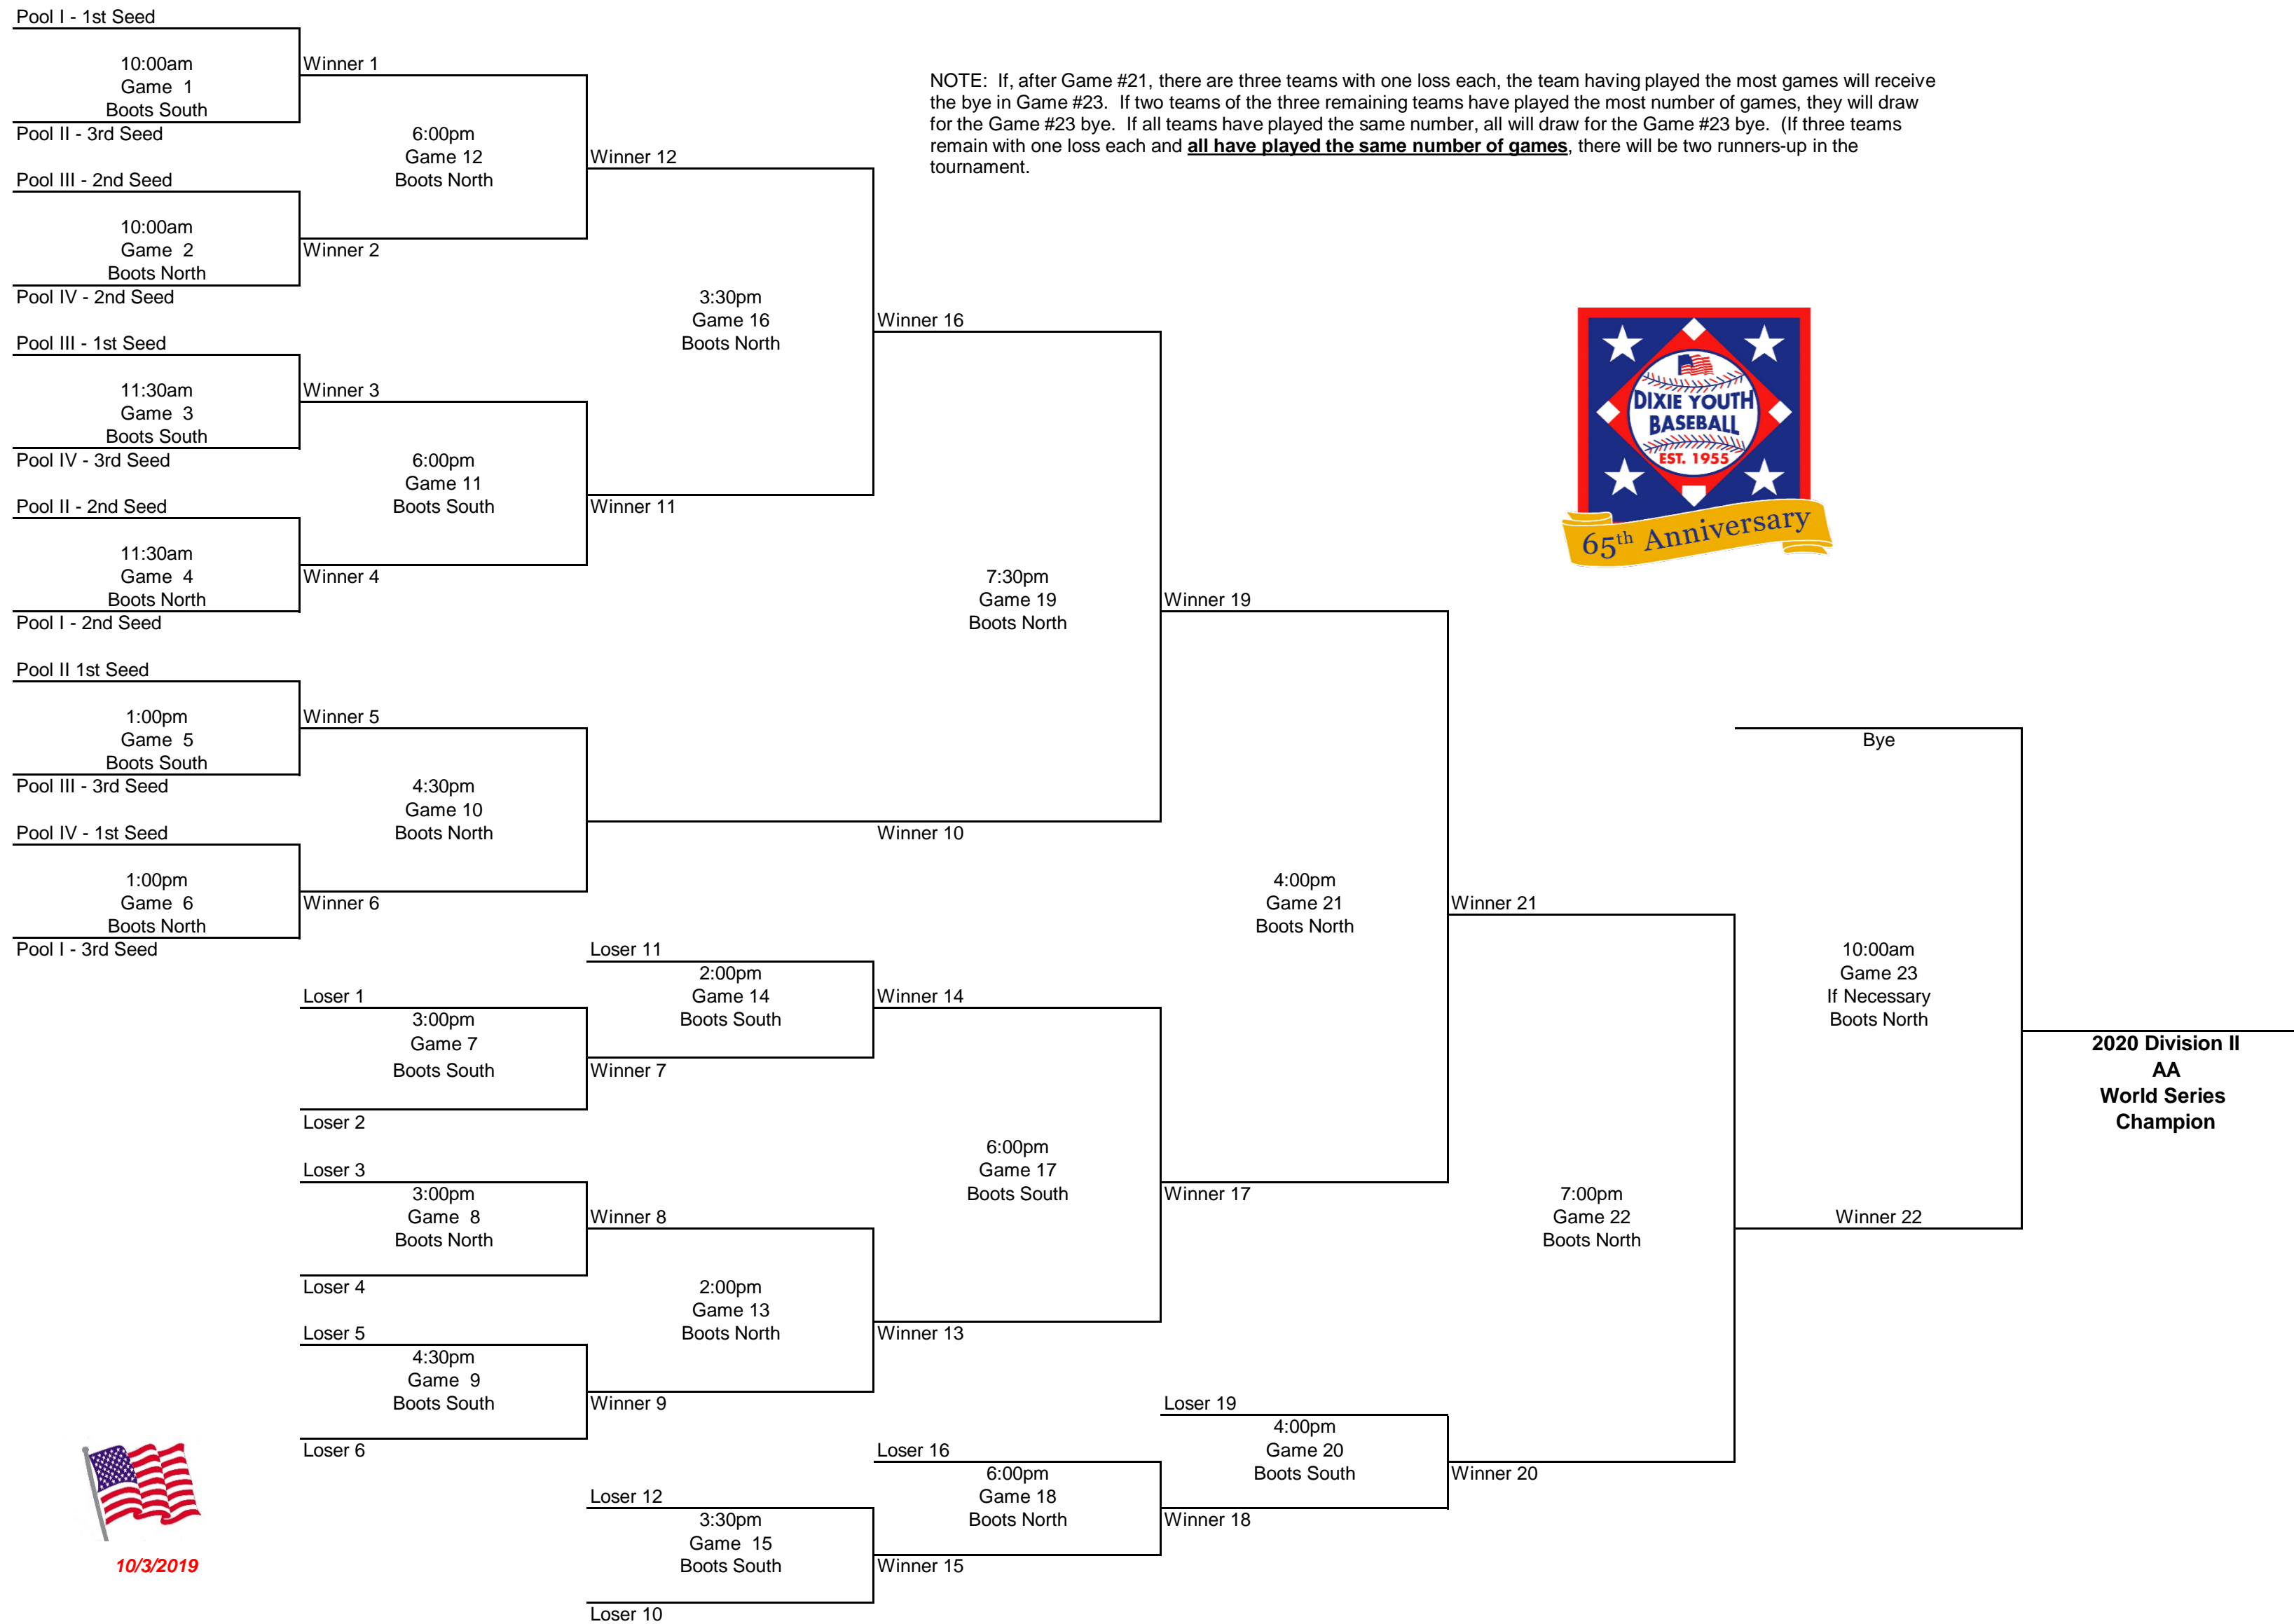 Pool I - 1st Seed
10:00am
Game 1
Boots South
Pool II - 3rd Seed
Winner 1
Pool III - 2nd Seed
10:00am
Game 2
Boots North
Pool IV - 2nd Seed
Winner 2
6:00pm
Game 12
Boots North
Pool III - 1st Seed
11:30am
Game 3
Boots South
Pool IV - 3rd Seed
Winner 3
Pool II - 2nd Seed
11:30am
Game 4
Boots North
Pool I - 2nd Seed
Winner 4
6:00pm
Game 11
Boots South
Winner 12
3:30pm
Game 16
Boots North
Winner 11
Pool II 1st Seed
1:00pm
Game 5
Boots South
Pool III - 3rd Seed
Winner 5
Pool IV - 1st Seed
1:00pm
Game 6
Boots North
Pool I - 3rd Seed
Winner 6
4:30pm
Game 10
Boots North
Winner 16
7:30pm
Game 19
Boots North
Winner 10
NOTE: If, after Game #21, there are three teams with one loss each, the team having played the most games will receive
the bye in Game #23. If two teams of the three remaining teams have played the most number of games, they will draw
for the Game #23 bye. If all teams have played the same number, all will draw for the Game #23 bye. (If three teams
remain with one loss each and all have played the same number of games, there will be two runners-up in the
tournament.
DIXIE YOUTH
BASEBALL
EST. 1955
65th Anniversary
Loser 1
3:00pm
Game 7
Boots South
Loser 2
Loser 11
2:00pm
Game 14
Boots South
Winner 7
Loser 3
3:00pm
Game 8
Boots North
Loser 4
Winner 8
Loser 5
4:30pm
Game 9
Boots South
Loser 6
Winner 9
2:00pm
Game 13
Boots North
Winner 14
6:00pm
Game 17
Boots South
Winner 13
Loser 12
3:30pm
Game 15
Boots South
Loser 10
Loser 16
6:00pm
Game 18
Boots North
Winner 15
Winner 19
4:00pm
Game 21
Boots North
Winner 17
Loser 19
4:00pm
Game 20
Boots South
Winner 18
Winner 21
7:00pm
Game 22
Boots North
Winner 20
Bye
10:00am
Game 23
If Necessary
Boots North
Winner 22
2020 Division II
AA
World Series
Champion
10/3/2019